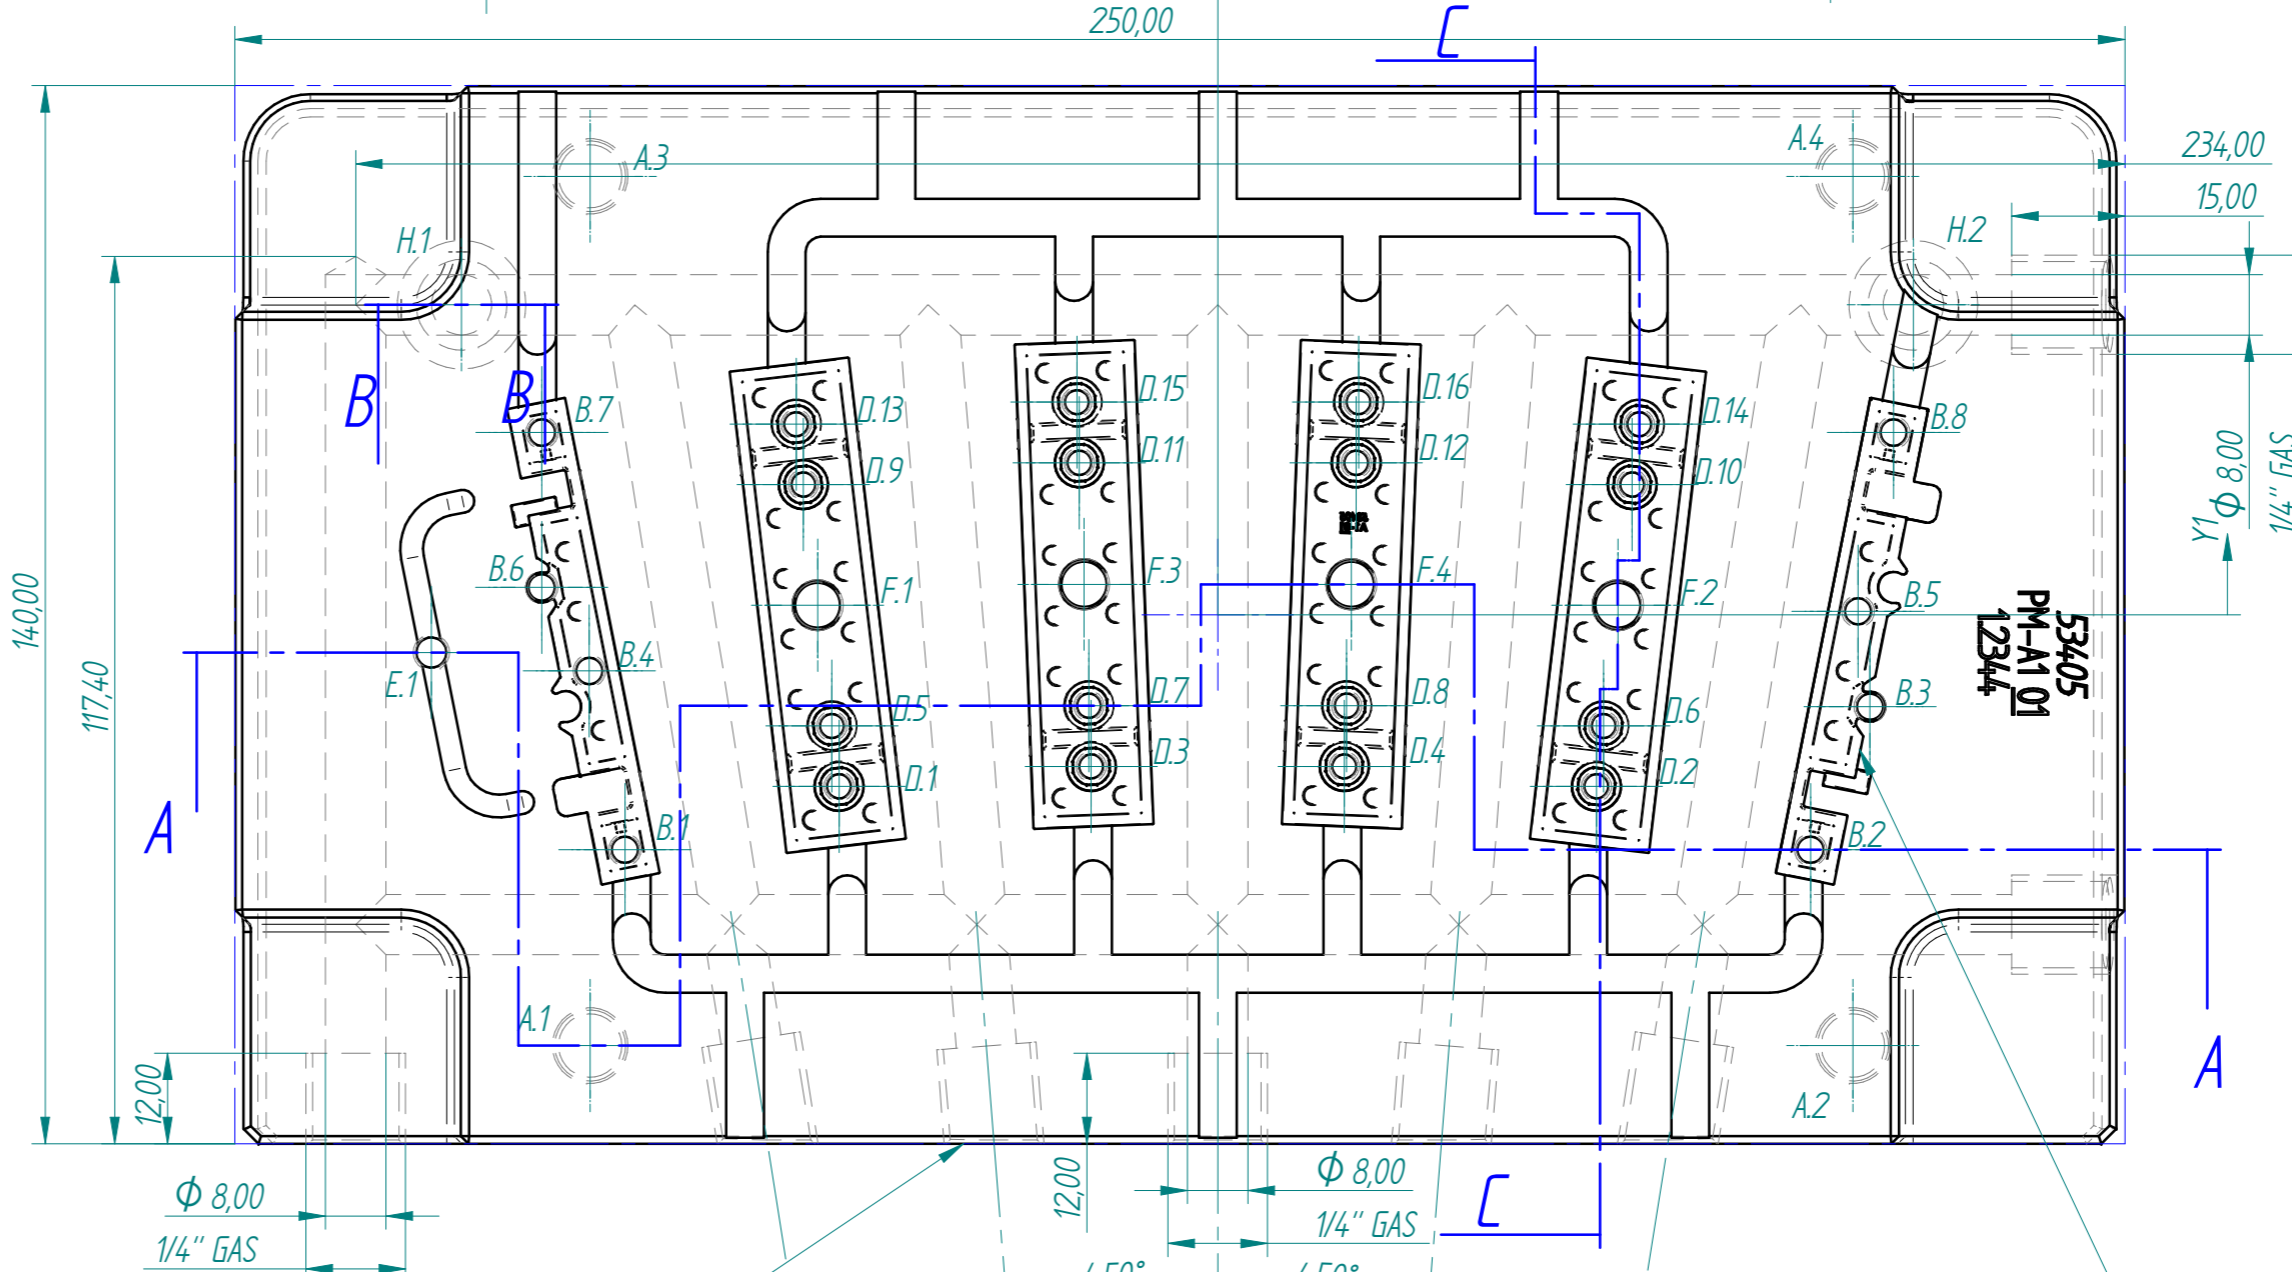 250,00
C
A.3
A.4
234,00
15,00
H.1
H.2
B
B
B.7
D.13
D.15
D.16
D.14
B.8
D.9
D.11
D.12
D.10
Y1
ϕ 8,00
1/4" GAS
140,00
B.6
F.1
F.3
F.4
F.2
B.5
53405
PM-A1 01
1.2344
117,40
E.1
B.4
D.5
D.7
D.8
D.6
B.3
A
D.1
D.3
D.4
D.2
B.1
B.2
A.1
A.2
A
12,00
12,00
ϕ 8,00
ϕ 8,00
C
1/4" GAS
1/4" GAS